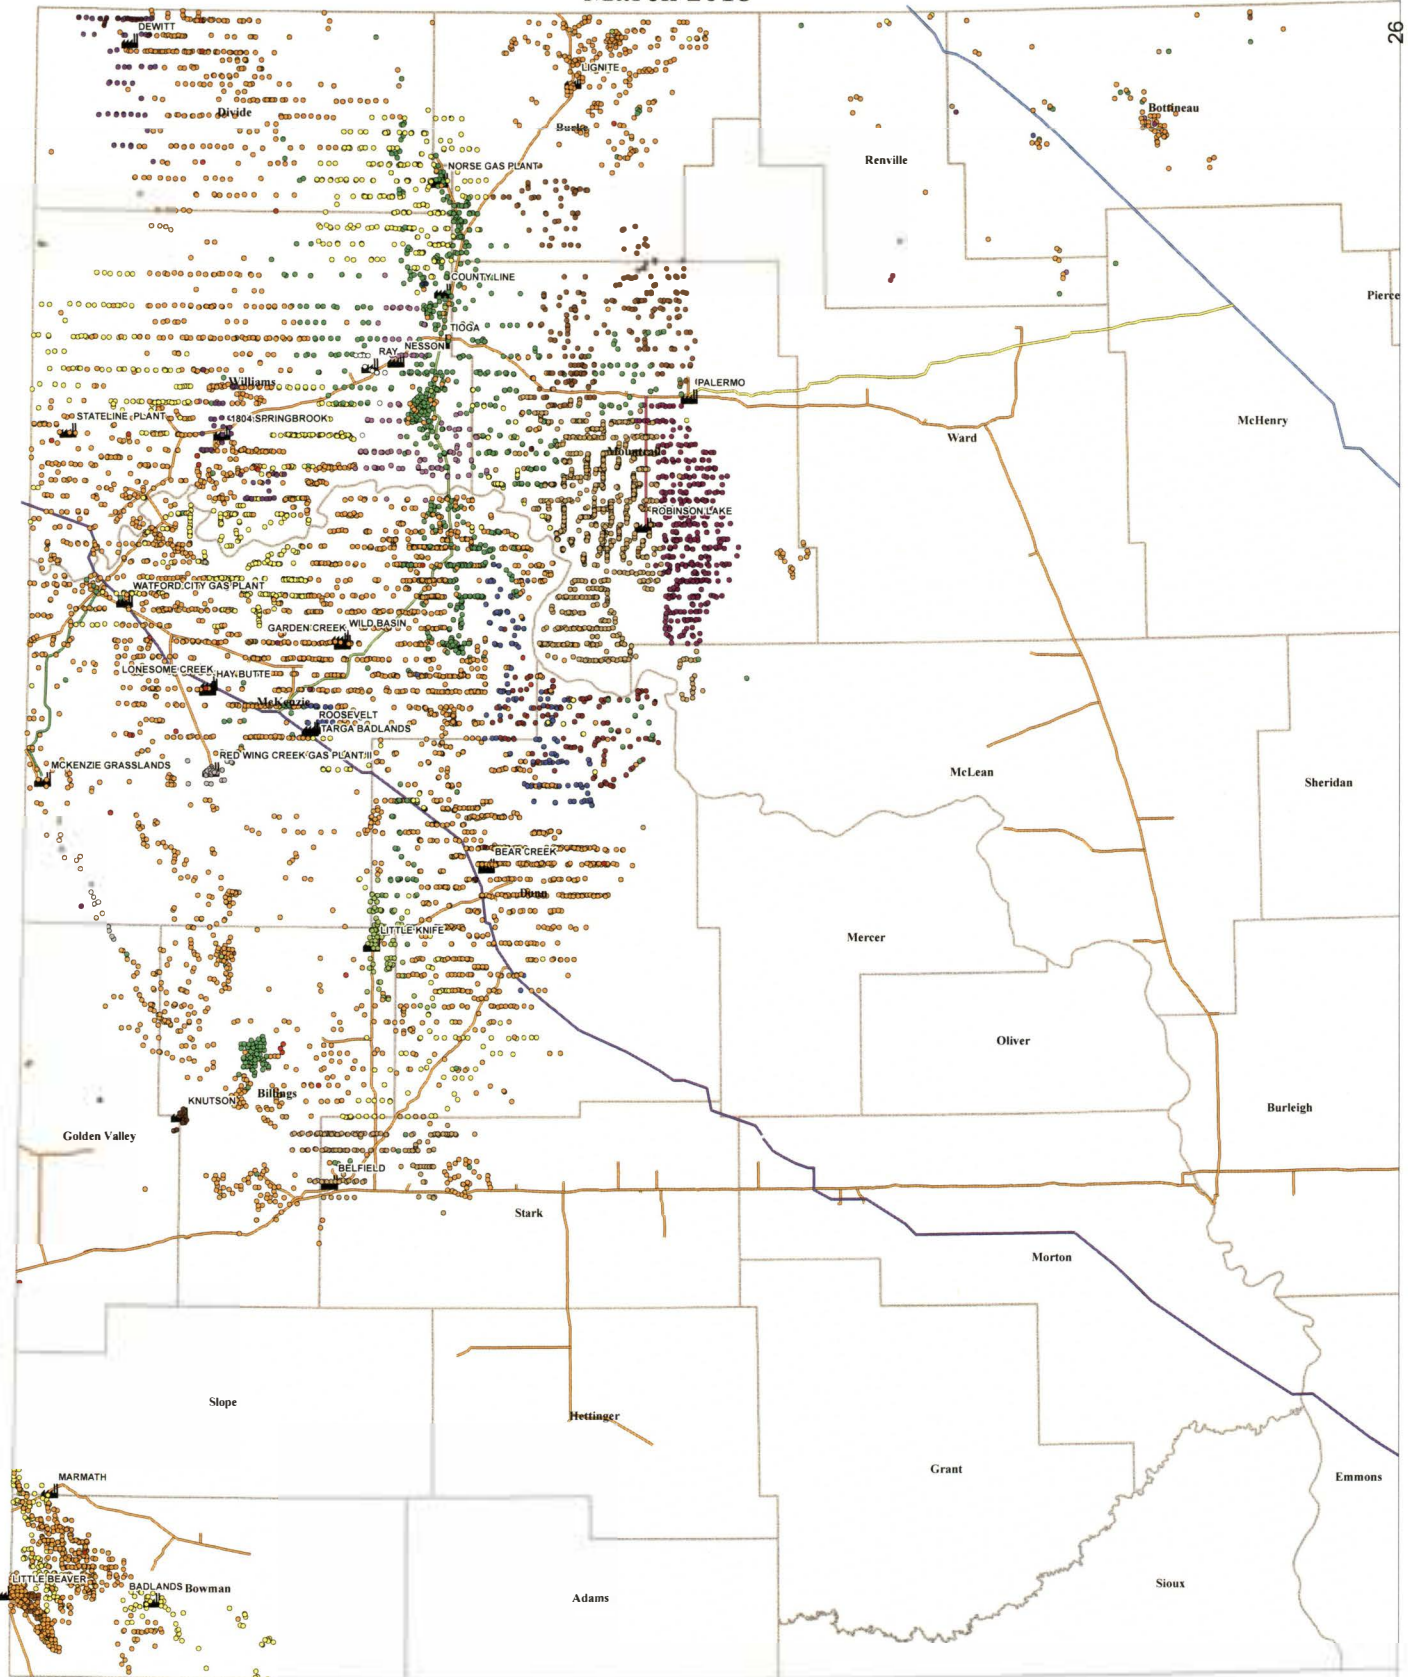 26
DEWITT
LIGNITE
Divide
Burke
Bottineau
Renville
NORSE GAS PLANT
COUNTY LINE
Pierce
TIOGA
NESSON
RAY
Williams
PALERMO
STATELINE PLANT
1804 SPRINGBROOK
McHenry
Ward
Mountrail
ROBINSON LAKE
WATFORD CITY GAS PLANT
WILD BASIN
GARDEN CREEK
LONESOME CREEK
HAY BUTTE
McKenzie
ROOSEVELT
TARGA BADLANDS
RED WING CREEK GAS PLANT II
MCKENZIE GRASSLANDS
McLean
Sheridan
BEAR CREEK
Dunn
LITTLE KNIFE
Mercer
Oliver
Billings
KNUTSON
Burleigh
Golden Valley
BELFIELD
Stark
Morton
Slope
Hettinger
Grant
MARMATH
Emmons
LITTLE BEAVER
BADLANDS
Bowman
Sioux
Adams